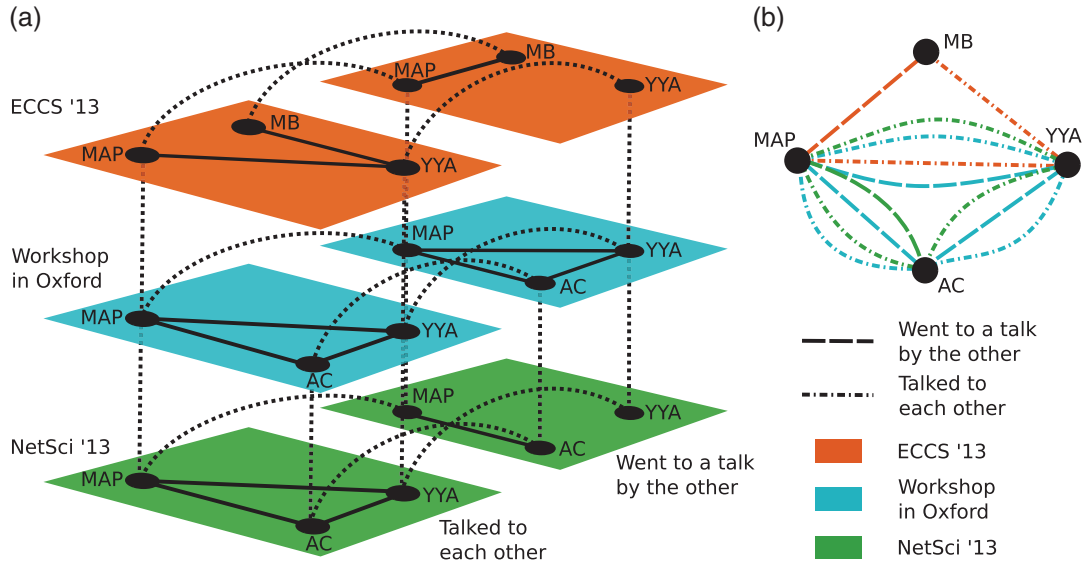 (a)
ECCS '13
MAP
MB
YYA
MAP
MB
YYA
Workshop
in Oxford
MAP
YYA
AC
MAP
YYA
AC
NetSci '13
MAP
YYA
AC
MAP
YYA
AC
Talked to
each other
Went to a talk
by the other
(b)
MB
MAP
YYA
AC
Went to a talk
by the other
Talked to
each other
ECCS '13
Workshop
in Oxford
NetSci '13